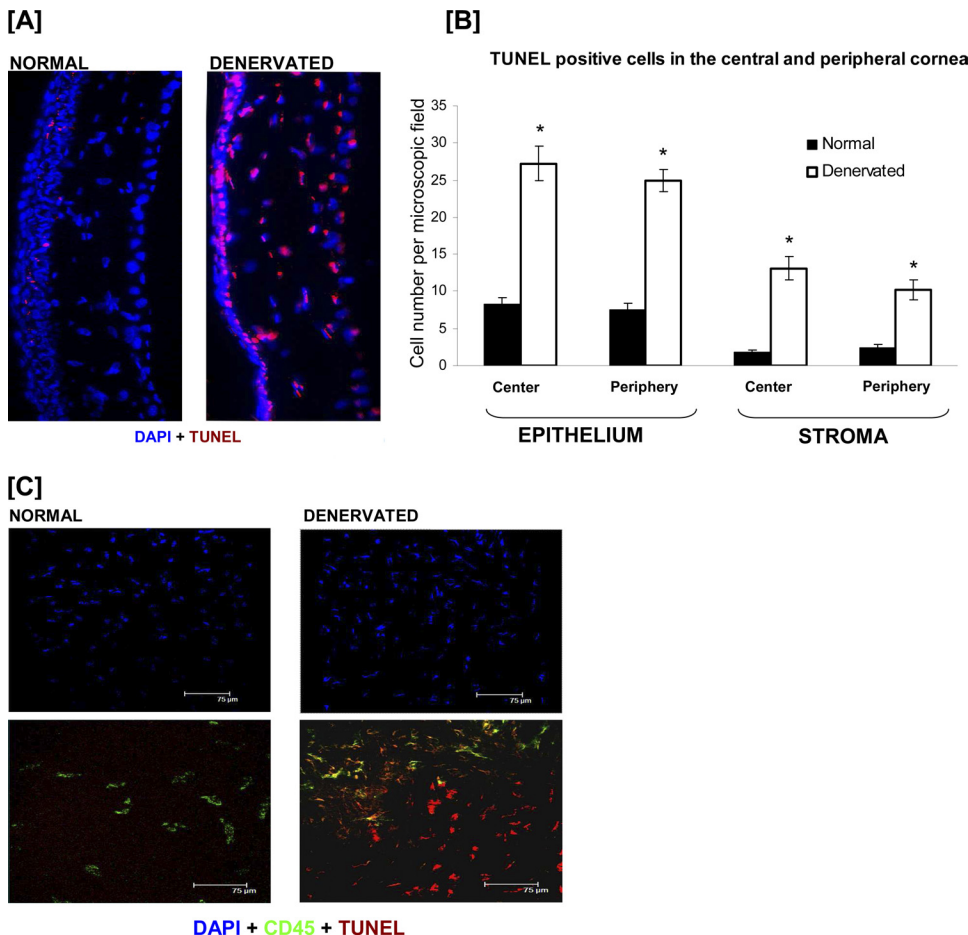 [A]
NORMAL
DENERVATED
DAPI + TUNEL
[B]
TUNEL positive cells in the central and peripheral cornea
Cell number per microscopic field
35
30
25
20
15
10
5
0
Normal
Denervated
*
*
*
*
Center
Periphery
Center
Periphery
EPITHELIUM
STROMA
[C]
NORMAL
DENERVATED
75 µm
75 µm
75 µm
75 µm
DAPI + CD45 + TUNEL